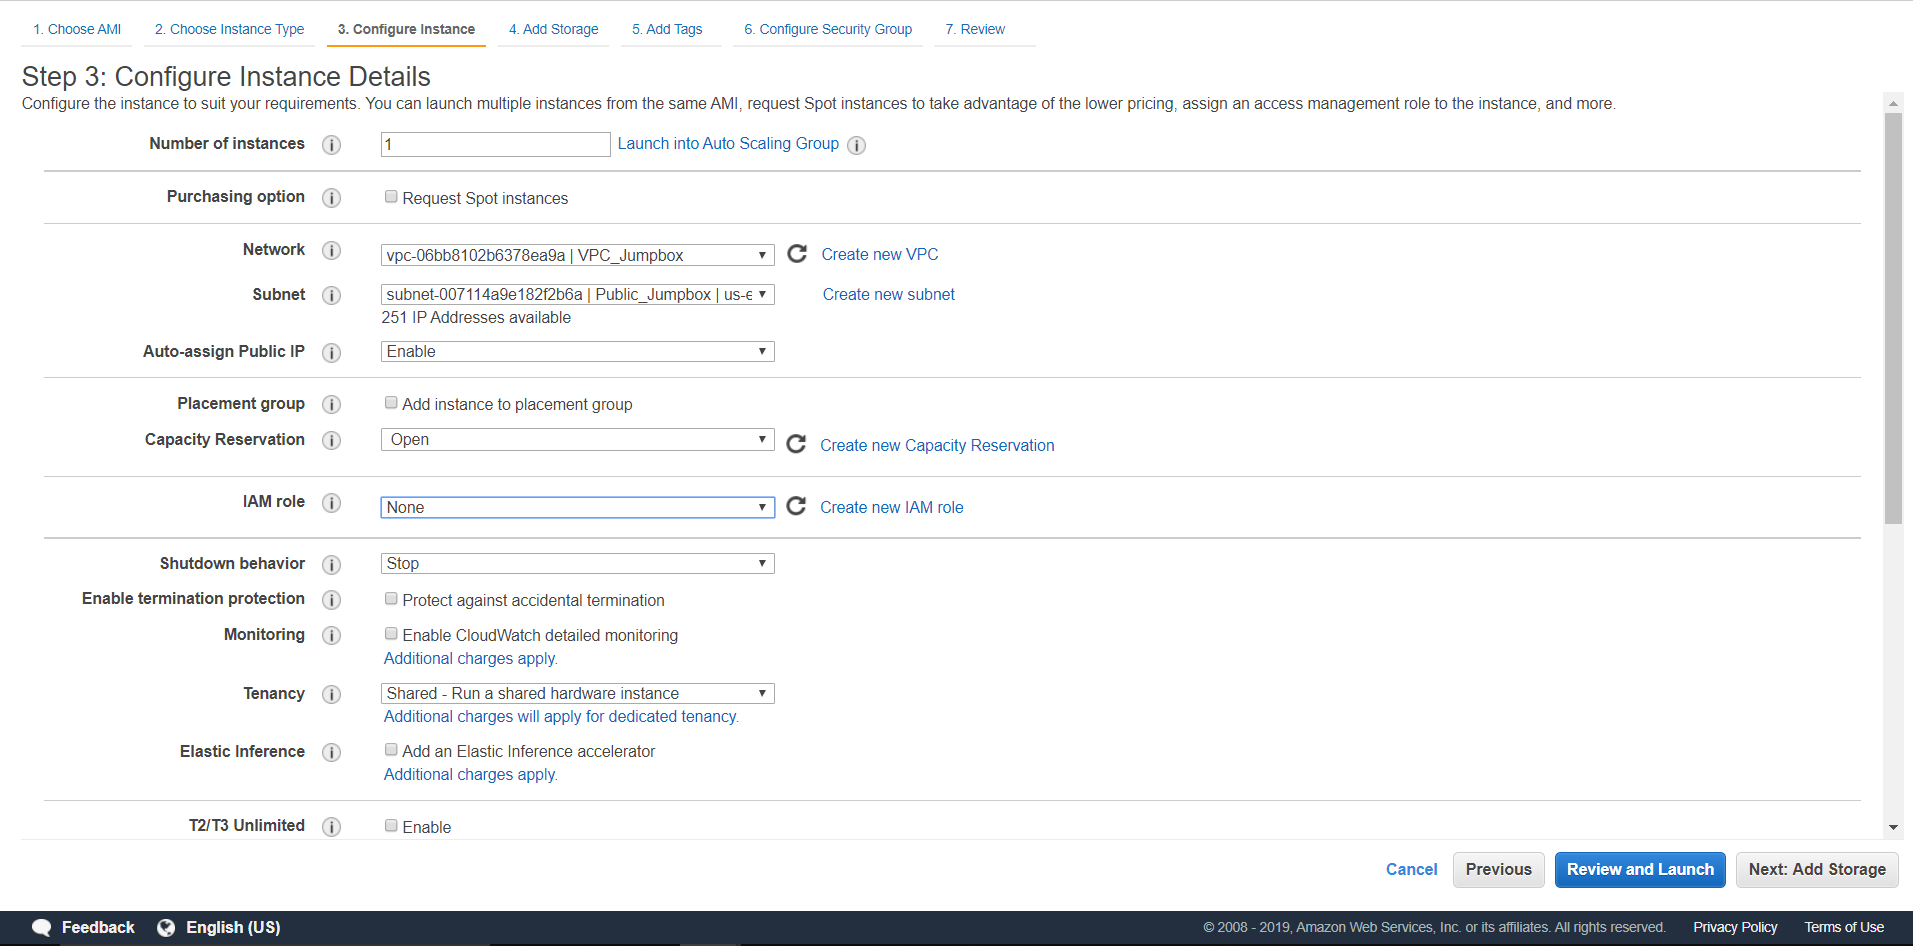 1. Choose AMI 2. Choose Instance Type 3. Configure Instance 4. Add Storage 5. Add Tags 6. Configure Security Group 7. Review
Step 3: Configure Instance Details
Configure the instance to suit your requirements. You can launch multiple instances from the same AMI, request Spot instances to take advantage of the lower pricing, assign an access management role to the instance, and more.
Number of instances i 1 Launch into Auto Scaling Group i
Purchasing option i Request Spot instances
Network i vpc-06bb8102b6378ea9a | VPC_Jumpbox Create new VPC
Subnet i subnet-007114a9e182f2b6a | Public_Jumpbox | us-e Create new subnet
251 IP Addresses available
Auto-assign Public IP i Enable
Placement group i Add instance to placement group
Capacity Reservation i Open Create new Capacity Reservation
IAM role i None Create new IAM role
Shutdown behavior i Stop
Enable termination protection i Protect against accidental termination
Monitoring i Enable CloudWatch detailed monitoring
Additional charges apply.
Tenancy i Shared - Run a shared hardware instance
Additional charges will apply for dedicated tenancy.
Elastic Inference i Add an Elastic Inference accelerator
Additional charges apply.
T2/T3 Unlimited i Enable
Cancel Previous Review and Launch Next: Add Storage
Feedback English (US) © 2008 - 2019, Amazon Web Services, Inc. or its affiliates. All rights reserved. Privacy Policy Terms of Use